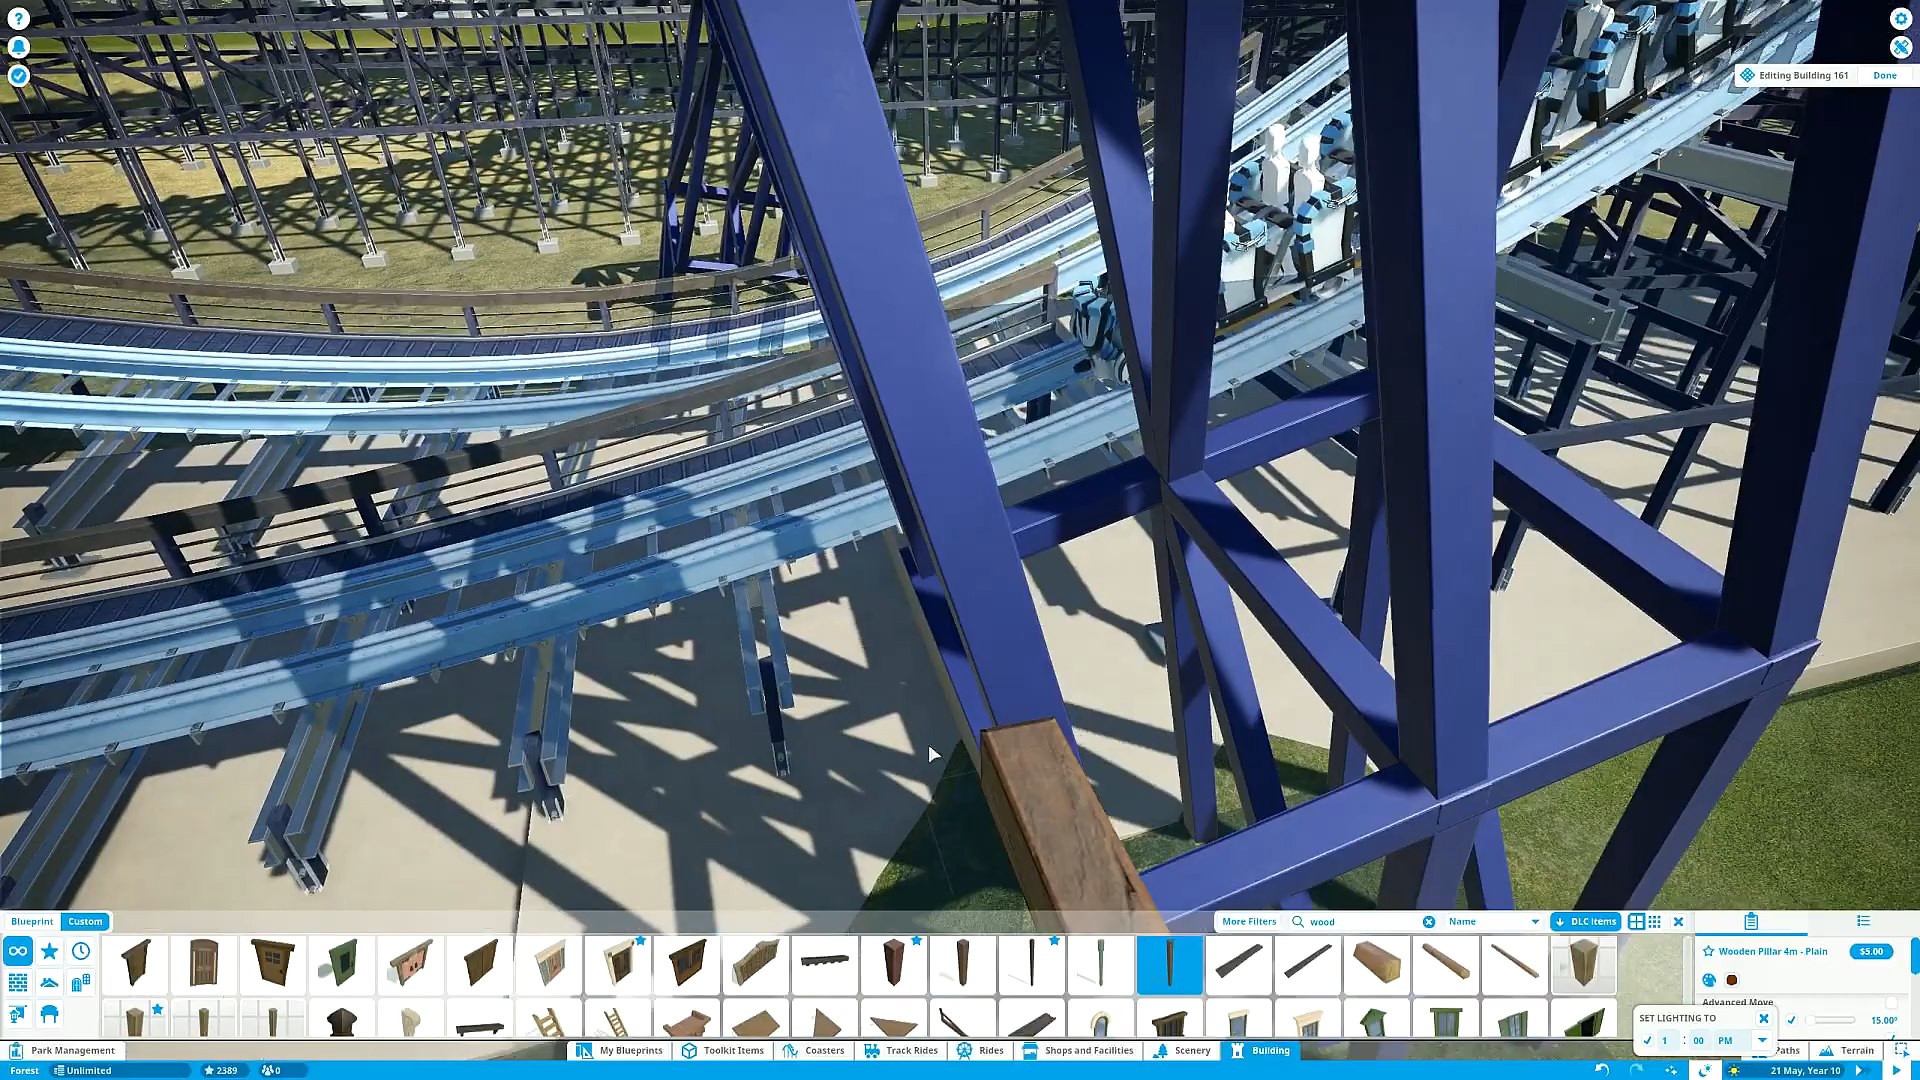 ?
Editing Building 161 Done
Blueprint Custom
More Filters wood Name DLC Items
Wooden Pillar 4m - Plain $5.00
Advanced Move
15.00°
SET LIGHTING TO
1 : 00 PM
Park Management My Blueprints Toolkit Items Coasters Track Rides Rides Shops and Facilities Scenery Building Paths Terrain
Forest Unlimited 2389 0 21 May, Year 10